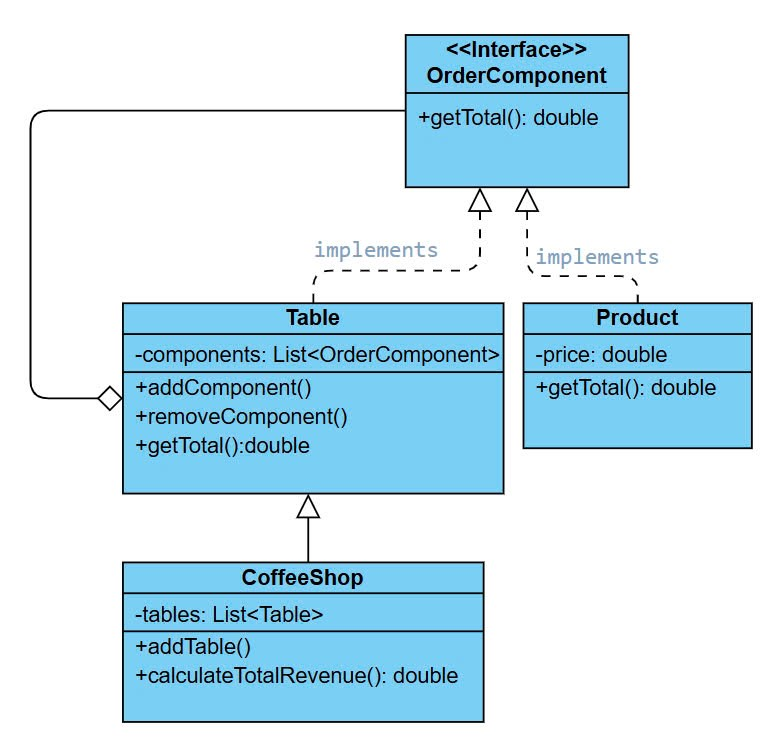 <<Interface>>
OrderComponent
+getTotal(): double
implements
implements
Table
-components: List<OrderComponent>
+addComponent()
+removeComponent()
+getTotal():double
Product
-price: double
+getTotal(): double
CoffeeShop
-tables: List<Table>
+addTable()
+calculateTotalRevenue(): double